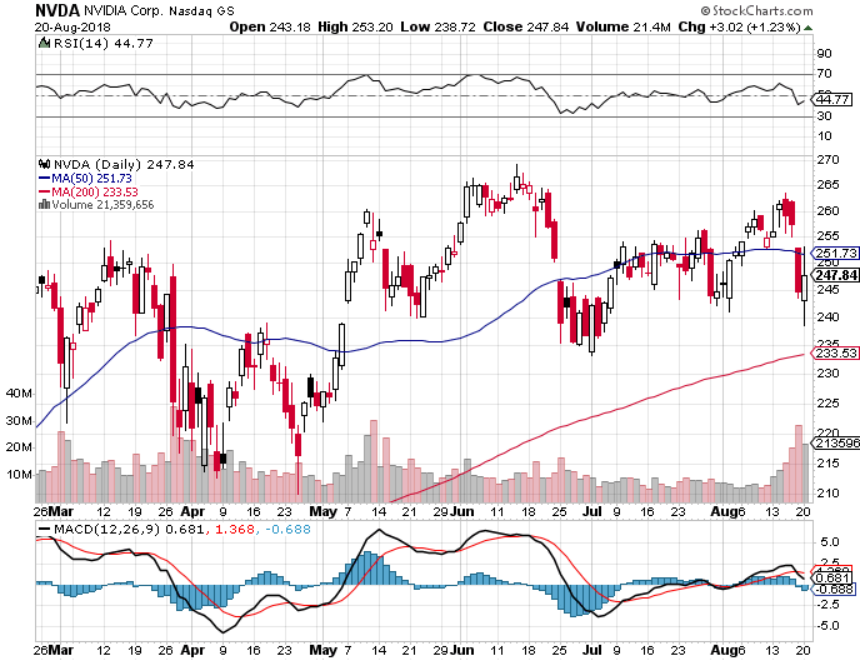 NVDA NVIDIA Corp. Nasdaq GS © StockCharts.com
20-Aug-2018 Open 243.18 High 253.20 Low 238.72 Close 247.84 Volume 21.4M Chg +3.02 (+1.23%)
RSI(14) 44.77
90
70
50
44.77
30
10
NVDA (Daily) 247.84
MA(50) 251.73
MA(200) 233.53
Volume 21,359,656
270
265
260
255
251.73
250
247.84
245
240
235
233.53
230
225
220
213596
215
210
40M
30M
20M
10M
26 Mar 12 19 26 Apr 9 16 23 May 7 14 21 29 Jun 11 18 25 Jul 9 16 23 Aug 6 13 20
MACD(12,26,9) 0.681, 1.368, -0.688
5.0
2.5
1.368
0.681
-0.688
-2.5
-5.0
26 Mar 12 19 26 Apr 9 16 23 May 7 14 21 29 Jun 11 18 25 Jul 9 16 23 Aug 6 13 20